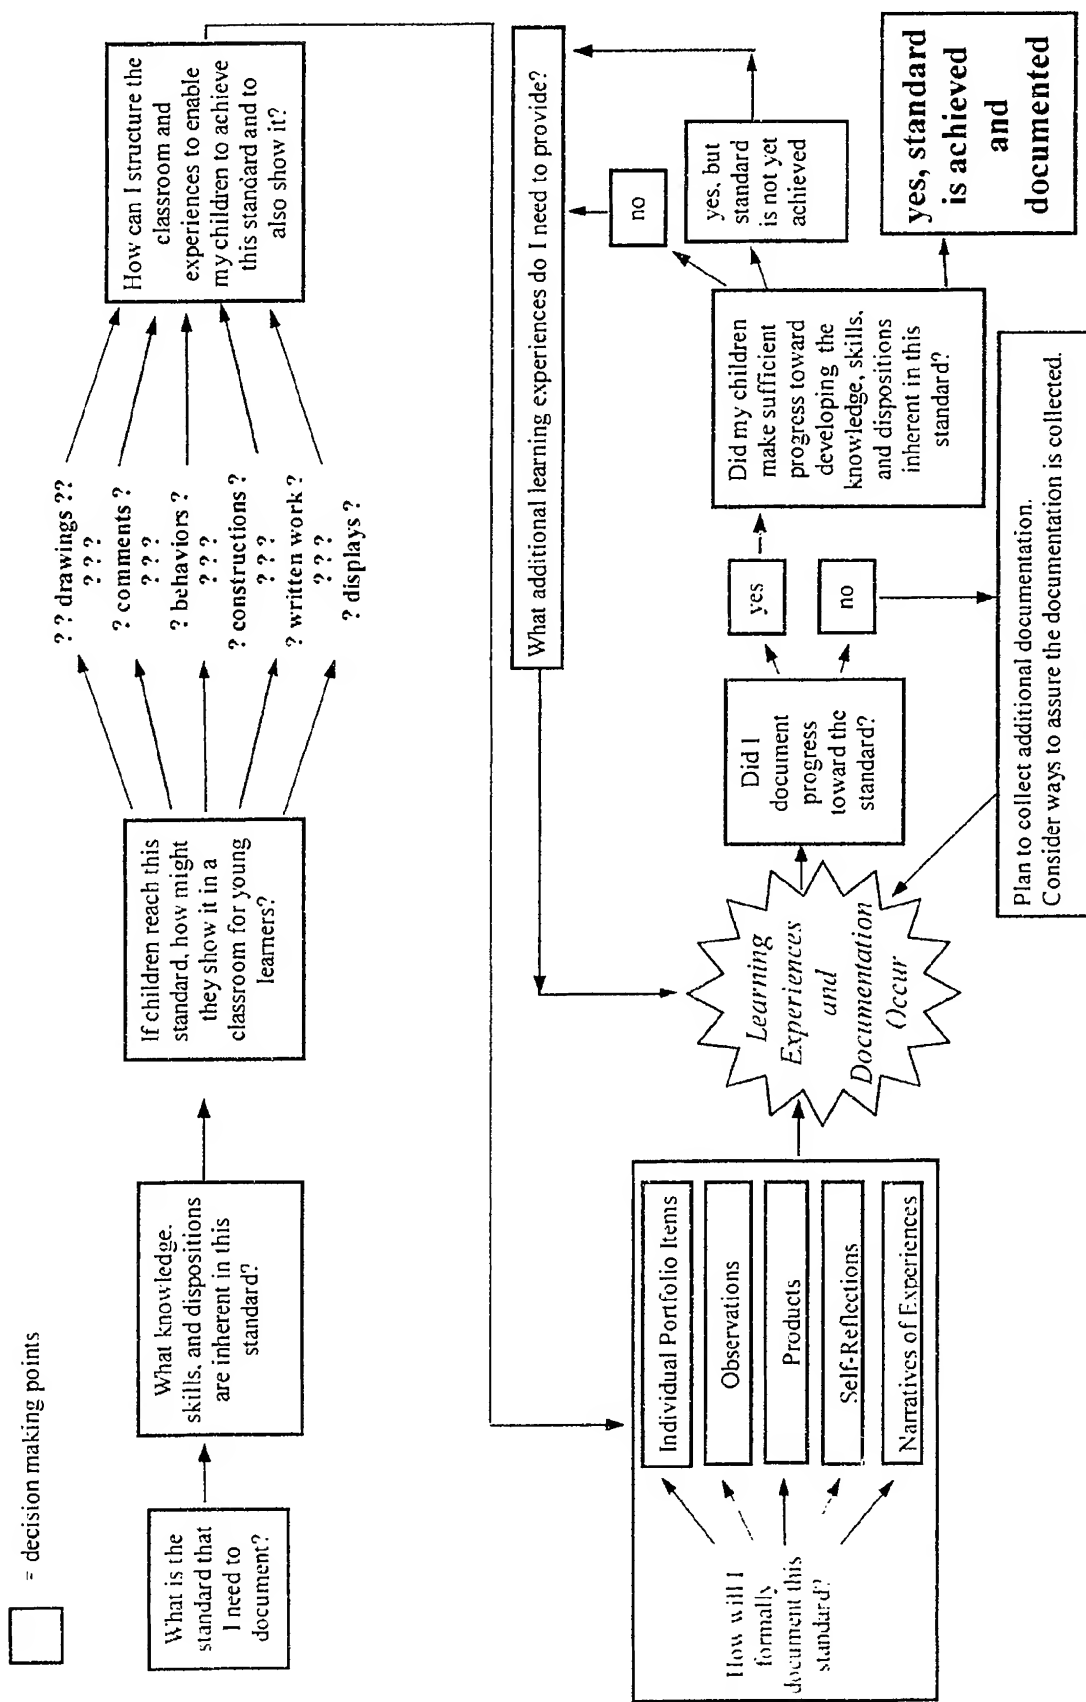 = decision making points
What is the
standard that
I need to
document?
What knowledge,
skills, and dispositions
are inherent in this
standard?
If children reach this
standard, how might
they show it in a
classroom for young
learners?
? ? drawings ??
? ? ?
? comments ?
? ? ?
? behaviors ?
? ? ?
? constructions ?
? ? ?
? written work ?
? ? ?
? displays ?
How can I structure the
classroom and
experiences to enable
my children to achieve
this standard and to
also show it?
How will I
formally
document this
standard?
Individual Portfolio Items
Observations
Products
Self-Reflections
Narratives of Experiences
Learning
Experiences
and
Documentation
Occur
Did I
document
progress
toward the
standard?
yes
no
Plan to collect additional documentation.
Consider ways to assure the documentation is collected.
Did my children
make sufficient
progress toward
developing the
knowledge, skills,
and dispositions
inherent in this
standard?
no
yes, but
standard
is not yet
achieved
What additional learning experiences do I need to provide?
yes, standard
is achieved
and
documented